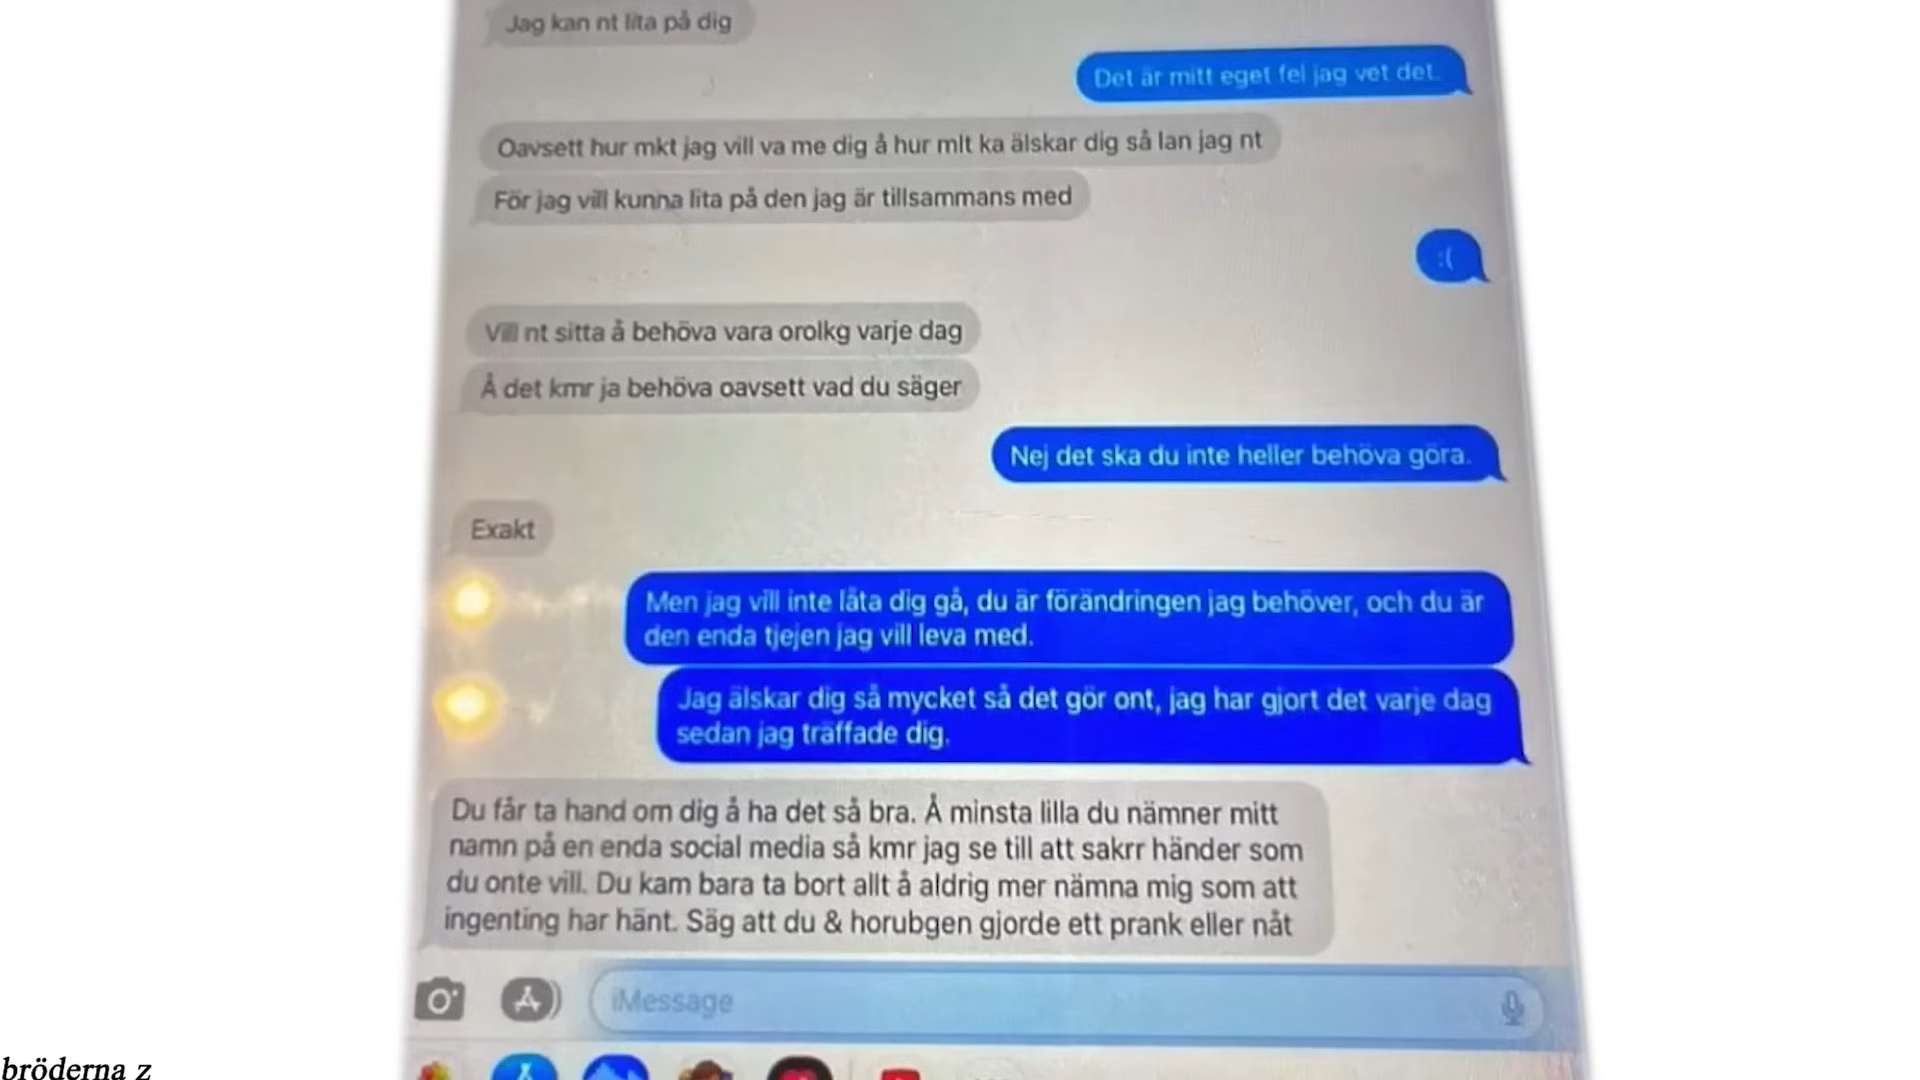 Jag kan nt lita på dig
Det är mitt eget fel jag vet det.
Oavsett hur mkt jag vill va me dig å hur mlt ka älskar dig så lan jag nt
För jag vill kunna lita på den jag är tillsammans med
:(
Vill nt sitta å behöva vara orolkg varje dag
Å det kmr ja behöva oavsett vad du säger
Nej det ska du inte heller behöva göra.
Exakt
Men jag vill inte låta dig gå, du är förändringen jag behöver, och du är
den enda tjejen jag vill leva med.
Jag älskar dig så mycket så det gör ont, jag har gjort det varje dag
sedan jag träffade dig.
Du får ta hand om dig å ha det så bra. Å minsta lilla du nämner mitt
namn på en enda social media så kmr jag se till att sakrr händer som
du onte vill. Du kam bara ta bort allt å aldrig mer nämna mig som att
ingenting har hänt. Säg att du & horubgen gjorde ett prank eller nåt
iMessage
bröderna z